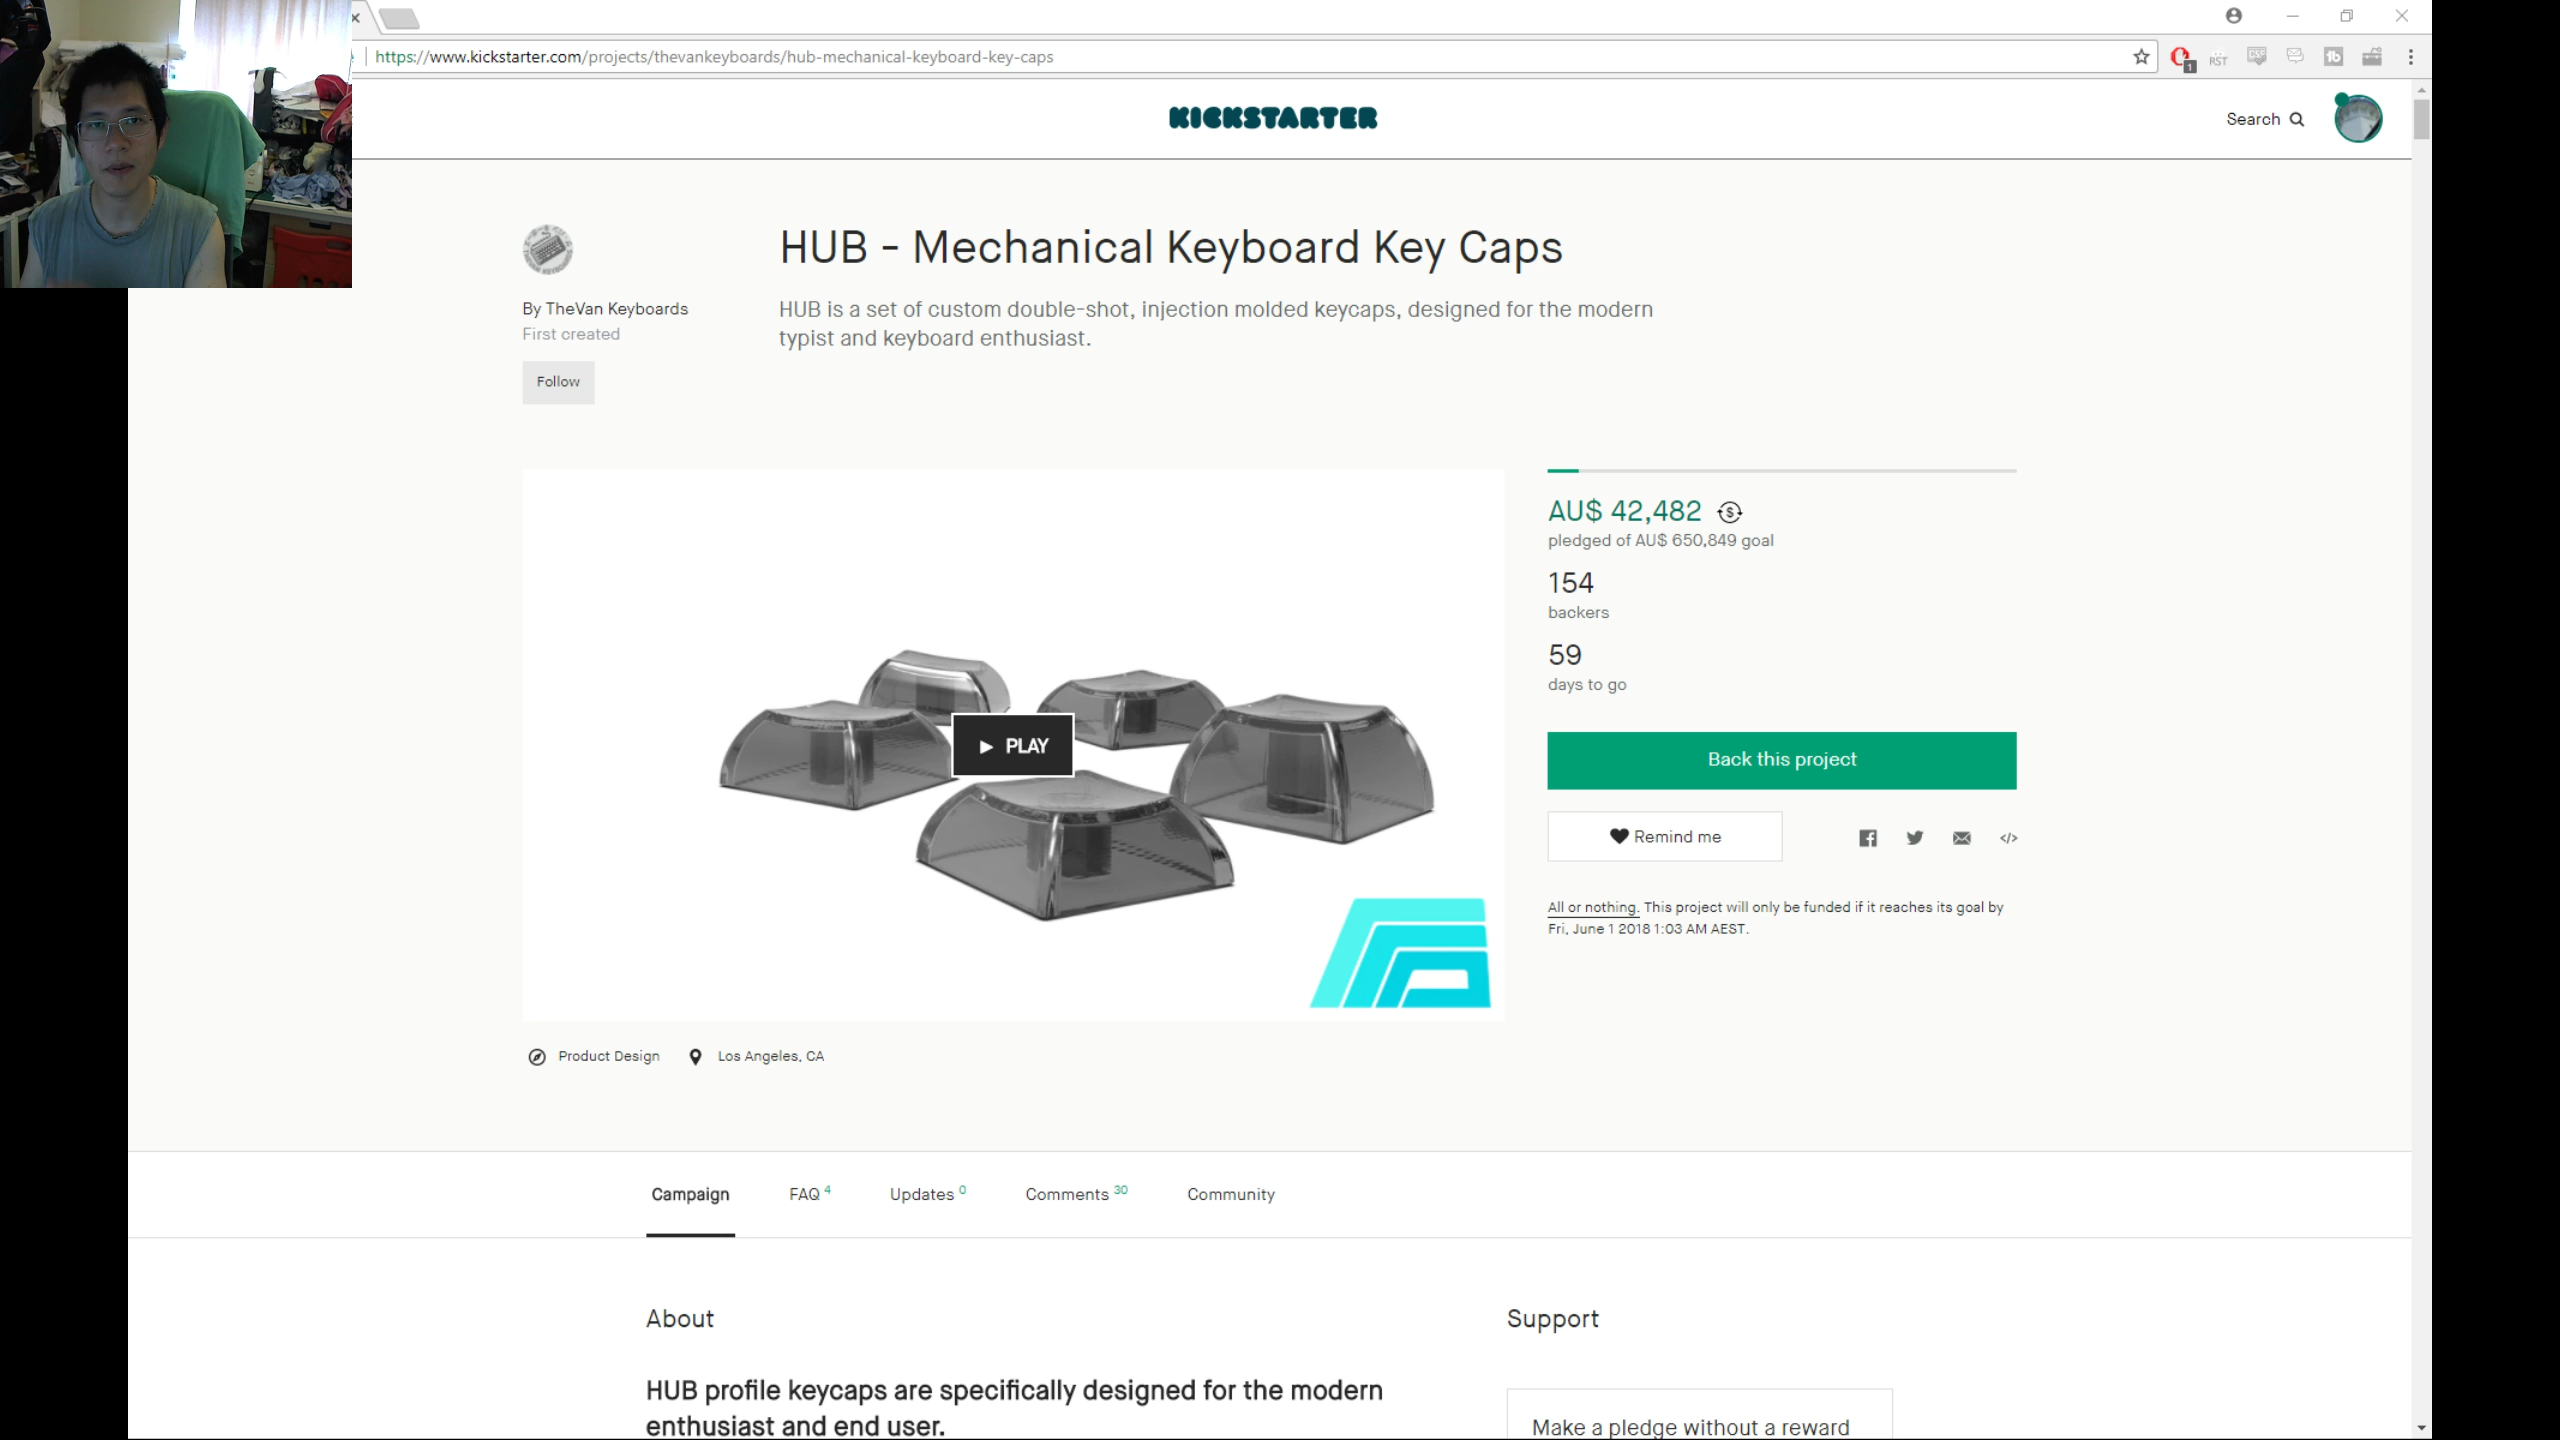 https://www.kickstarter.com/projects/thevankeyboards/hub-mechanical-keyboard-key-caps
1
RST
KICKSTARTER
Search
HUB - Mechanical Keyboard Key Caps
HUB is a set of custom double-shot, injection molded keycaps, designed for the modern
typist and keyboard enthusiast.
By TheVan Keyboards
First created
Follow
AU$ 42,482
pledged of AU$ 650,849 goal
154
backers
59
days to go
PLAY
Back this project
Remind me
All or nothing. This project will only be funded if it reaches its goal by
Fri, June 1 2018 1:03 AM AEST.
Product Design
Los Angeles, CA
Campaign
FAQ 4
Updates 0
Comments 30
Community
About
Support
HUB profile keycaps are specifically designed for the modern
enthusiast and end user.
Make a pledge without a reward